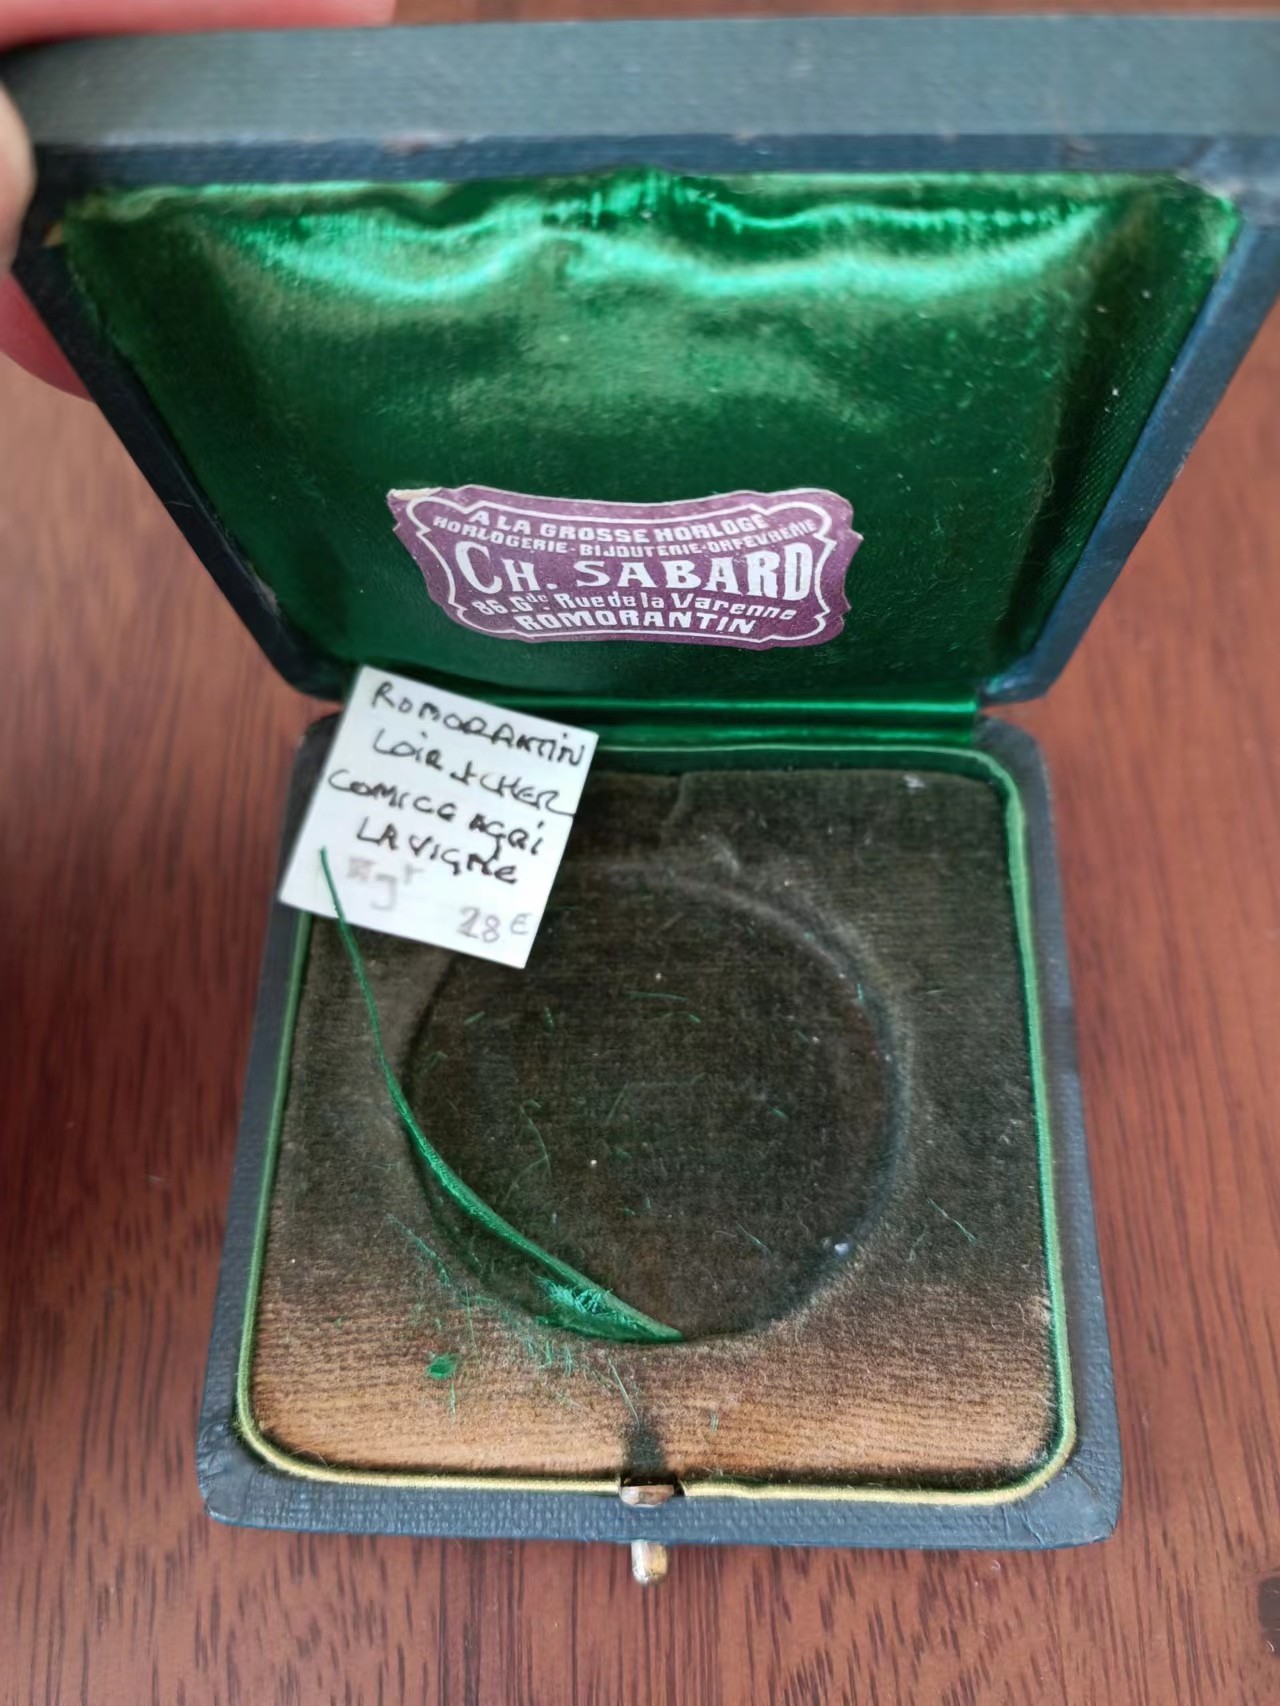 A LA GROSSE HORLOGE
HORLOGERIE-BIJOUTERIE-ORFEVRERIE
CH. SABARD
86. Gde. Rue de la Varenne
ROMORANTIN
ROMORANTIN
LOIR & CHER
COMICE AGRI
LA VIGNE
28 €